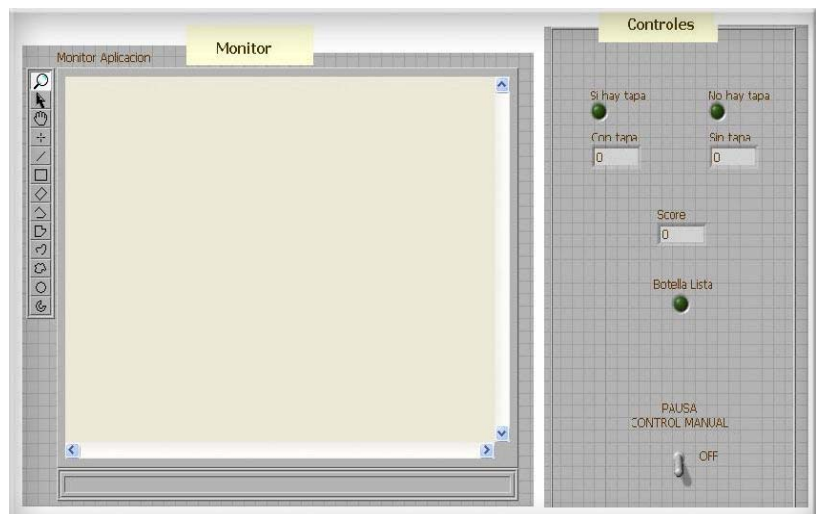 Monitor
Monitor Aplicacion
Controles
Si hay tapa
No hay tapa
Con tapa
Sin tapa
0
0
Score
0
Botella Lista
PAUSA
CONTROL MANUAL
OFF